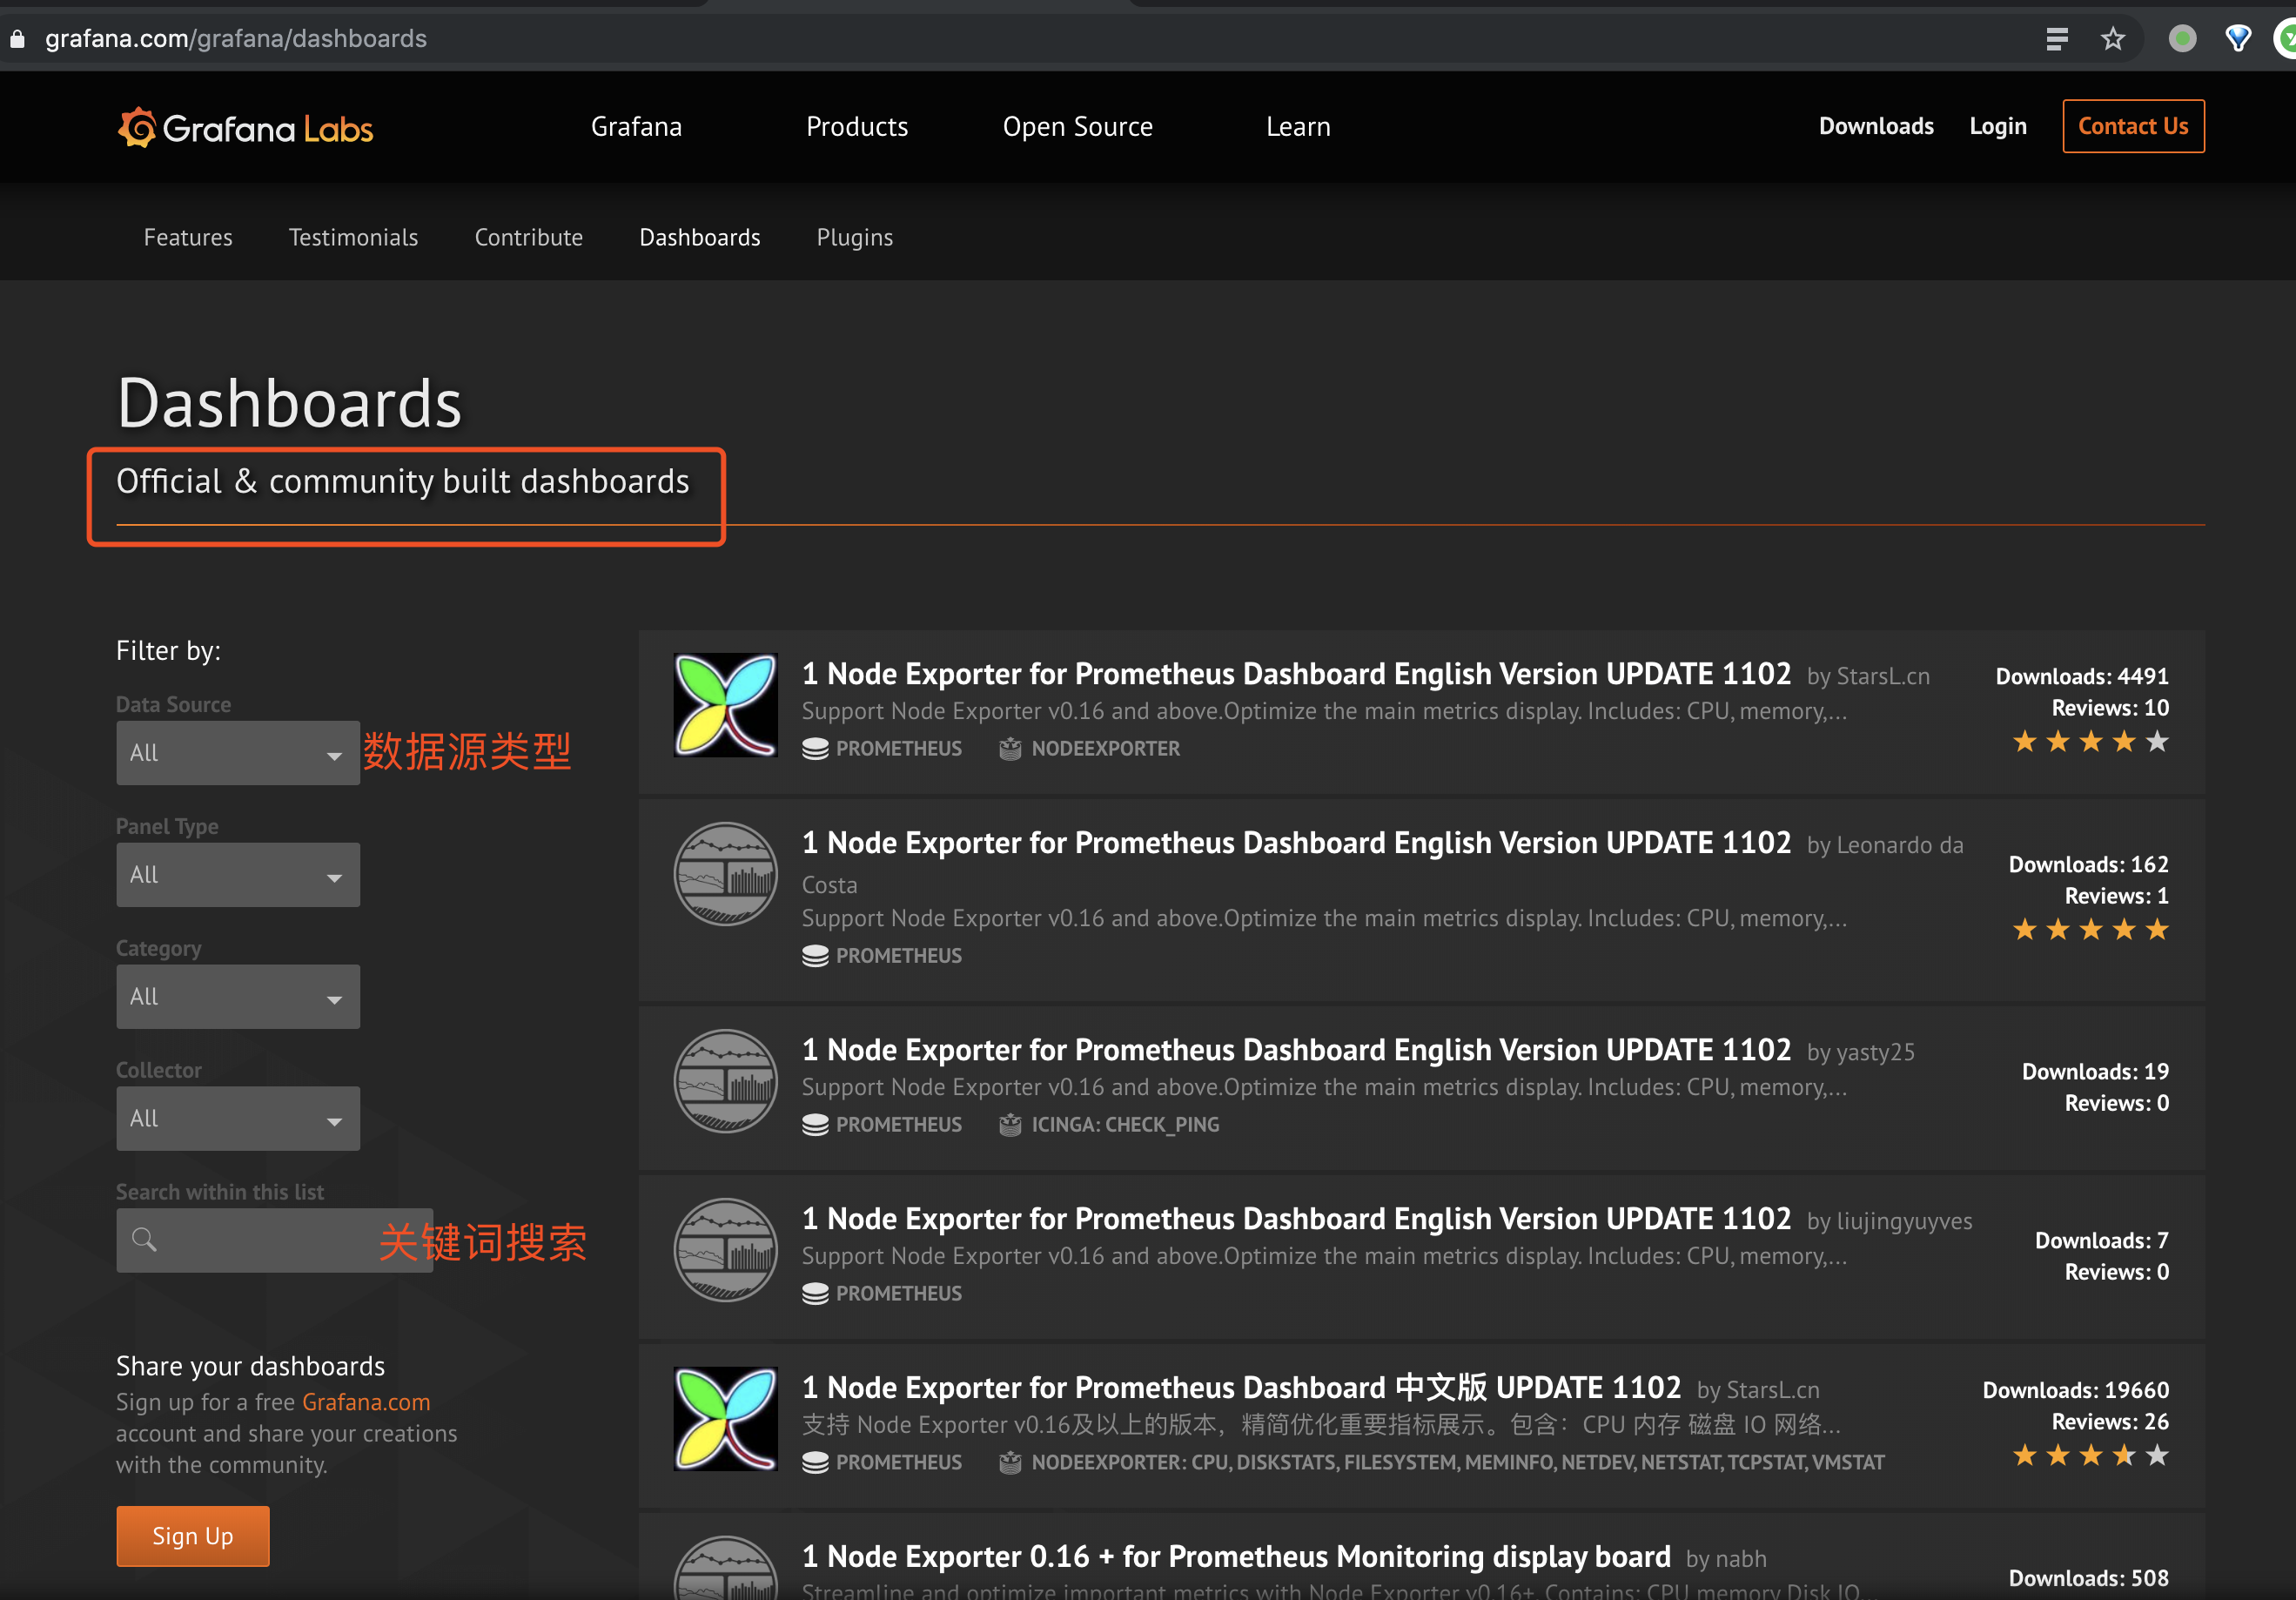 grafana.com/grafana/dashboards
Grafana Labs
Grafana
Products
Open Source
Learn
Downloads
Login
Contact Us
Features
Testimonials
Contribute
Dashboards
Plugins
Dashboards
Official & community built dashboards
Filter by:
Data Source
All
数据源类型
Panel Type
All
Category
All
Collector
All
Search within this list
关键词搜索
Share your dashboards
Sign up for a free Grafana.com
account and share your creations
with the community.
Sign Up
1 Node Exporter for Prometheus Dashboard English Version UPDATE 1102 by StarsL.cn
Support Node Exporter v0.16 and above.Optimize the main metrics display. Includes: CPU, memory,...
PROMETHEUS NODEEXPORTER
Downloads: 4491
Reviews: 10
1 Node Exporter for Prometheus Dashboard English Version UPDATE 1102 by Leonardo da
Costa
Support Node Exporter v0.16 and above.Optimize the main metrics display. Includes: CPU, memory,...
PROMETHEUS
Downloads: 162
Reviews: 1
1 Node Exporter for Prometheus Dashboard English Version UPDATE 1102 by yasty25
Support Node Exporter v0.16 and above.Optimize the main metrics display. Includes: CPU, memory,...
PROMETHEUS ICINGA: CHECK_PING
Downloads: 19
Reviews: 0
1 Node Exporter for Prometheus Dashboard English Version UPDATE 1102 by liujingyuyves
Support Node Exporter v0.16 and above.Optimize the main metrics display. Includes: CPU, memory,...
PROMETHEUS
Downloads: 7
Reviews: 0
1 Node Exporter for Prometheus Dashboard 中文版 UPDATE 1102 by StarsL.cn
支持 Node Exporter v0.16及以上的版本，精简优化重要指标展示。包含：CPU 内存 磁盘 IO 网络...
PROMETHEUS NODEEXPORTER: CPU, DISKSTATS, FILESYSTEM, MEMINFO, NETDEV, NETSTAT, TCPSTAT, VMSTAT
Downloads: 19660
Reviews: 26
1 Node Exporter 0.16 + for Prometheus Monitoring display board by nabh
Streamline and optimize important metrics with Node Exporter v0.16+. Contains: CPU memory Disk IO...
Downloads: 508